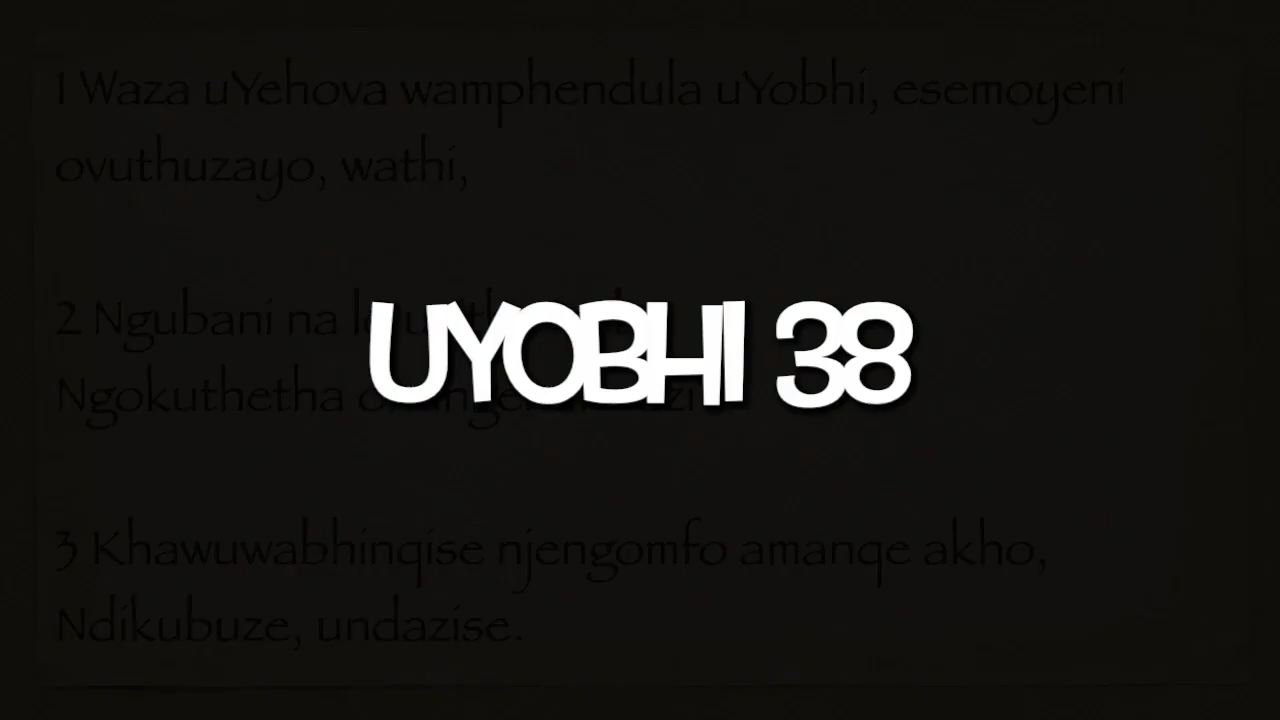 1 Waza uYehova wamphendula uYobhi, esemoyeni
ovuthuzayo, wathi,
2 Ngubani na
UYOBHI 38
Ngokuthetha
3 Khawuwabhinqise njengomfo amanqe akho,
Ndikubuze, undazise.